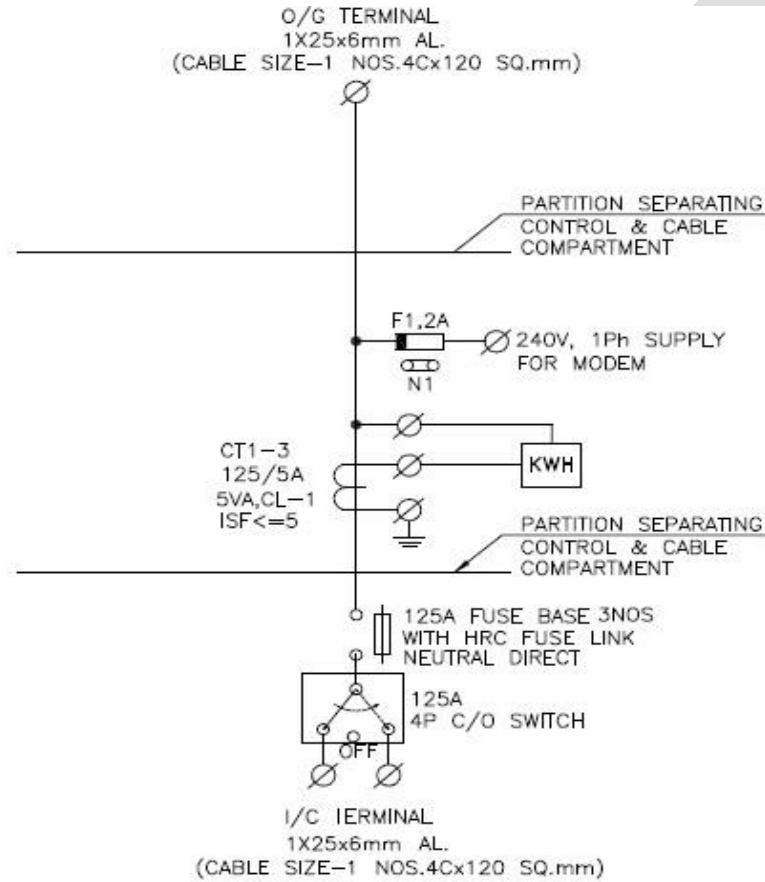 O/G TERMINAL
1X25x6mm AL.
(CABLE SIZE-1 NOS.4Cx120 SQ.mm)
PARTITION SEPARATING
CONTROL & CABLE
COMPARTMENT
F1,2A
240V, 1Ph SUPPLY
FOR MODEM
N1
CT1-3
125/5A
5VA,CL-1
ISF<=5
KWH
PARTITION SEPARATING
CONTROL & CABLE
COMPARTMENT
125A FUSE BASE 3NOS
WITH HRC FUSE LINK
NEUTRAL DIRECT
125A
4P C/O SWITCH
OFF
I/C TERMINAL
1X25x6mm AL.
(CABLE SIZE-1 NOS.4Cx120 SQ.mm)